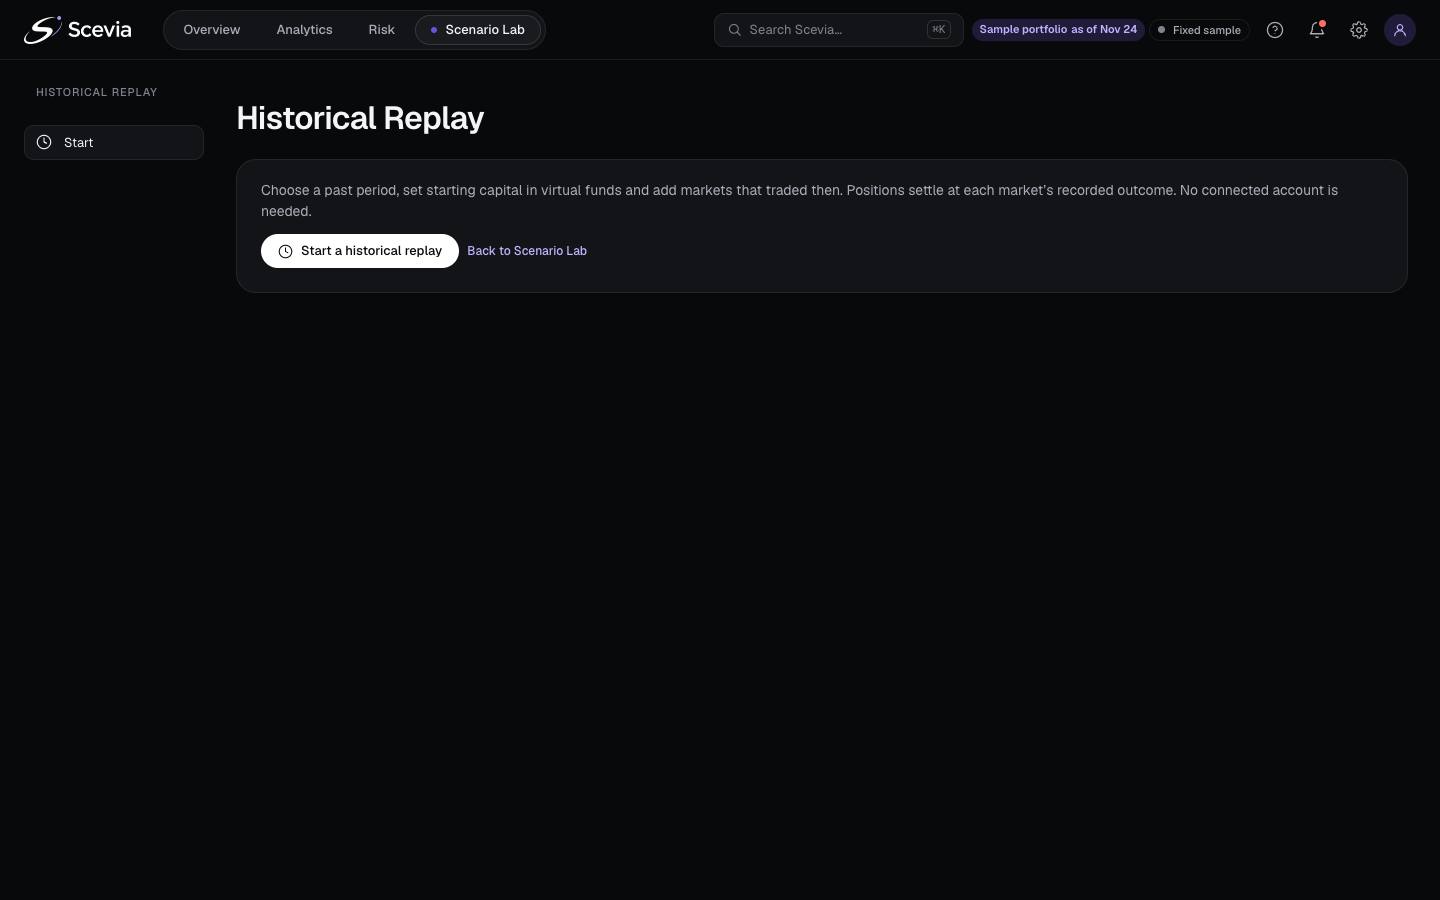 Scevia
Overview
Analytics
Risk
Scenario Lab
Search Scevia...
⌘K
Sample portfolio as of Nov 24
Fixed sample
HISTORICAL REPLAY
Start
Historical Replay
Choose a past period, set starting capital in virtual funds and add markets that traded then. Positions settle at each market's recorded outcome. No connected account is
needed.
Start a historical replay
Back to Scenario Lab